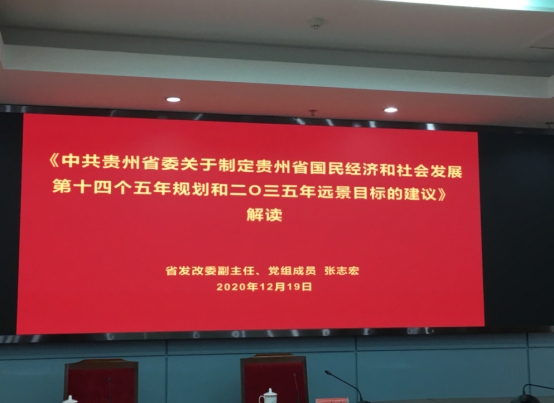 《中共贵州省委关于制定贵州省国民经济和社会发展
第十四个五年规划和二〇三五年远景目标的建议》
解读
省发改委副主任、党组成员 张志宏
2020年12月19日